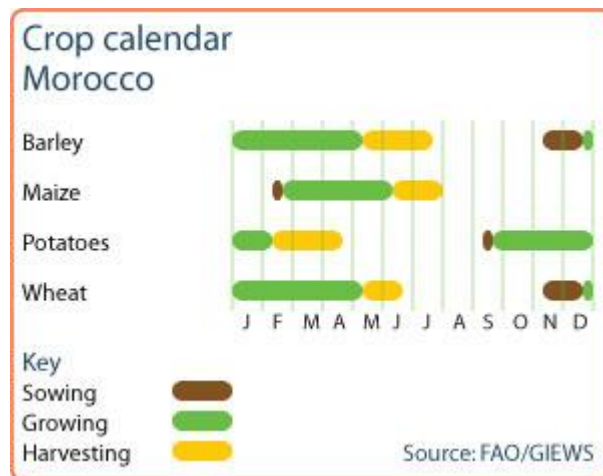 Crop calendar
Morocco
Barley
Maize
Potatoes
Wheat
J F M A M J J A S O N D
Key
Sowing
Growing
Harvesting
Source: FAO/GIEWS